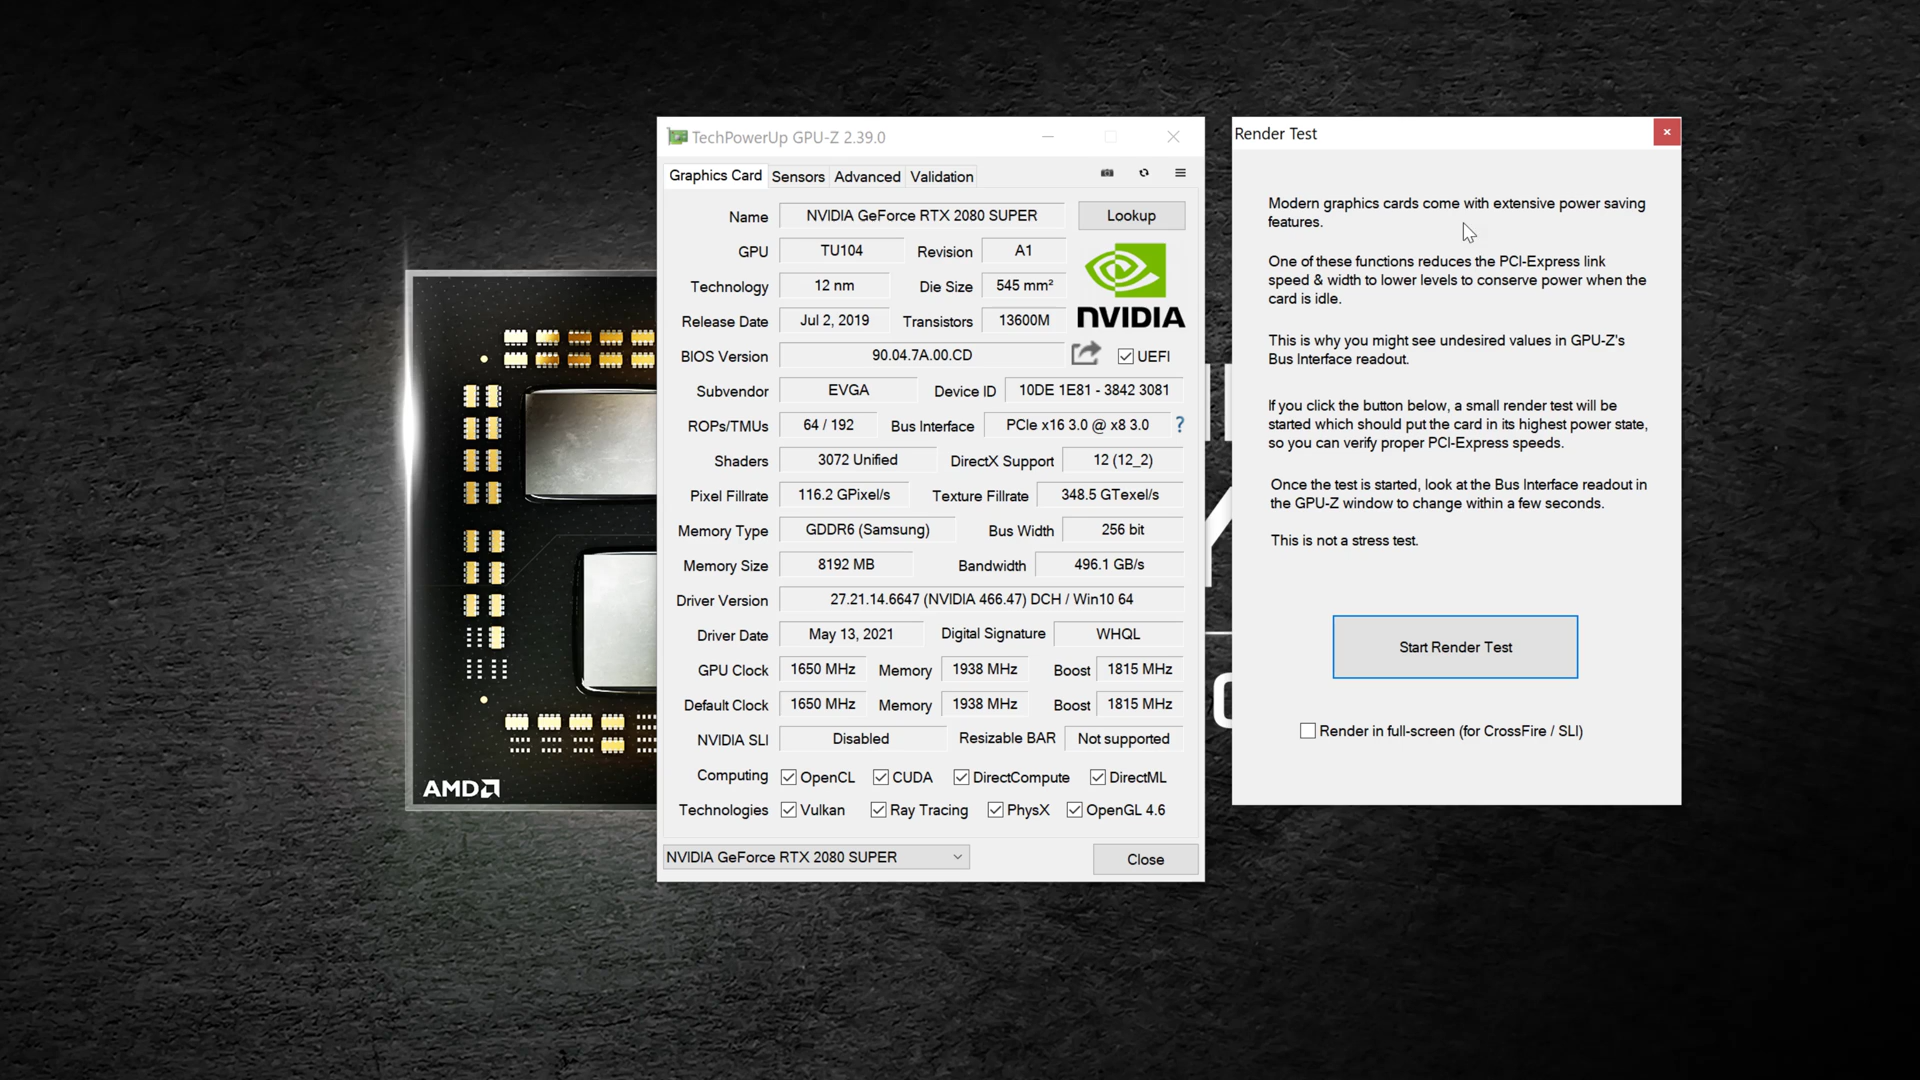 TechPowerUp GPU-Z 2.39.0
Graphics Card Sensors Advanced Validation
Name NVIDIA GeForce RTX 2080 SUPER Lookup
GPU TU104 Revision A1
Technology 12 nm Die Size 545 mm²
Release Date Jul 2, 2019 Transistors 13600M
NVIDIA
BIOS Version 90.04.7A.00.CD UEFI
Subvendor EVGA Device ID 10DE 1E81 - 3842 3081
ROPs/TMUs 64 / 192 Bus Interface PCIe x16 3.0 @ x8 3.0 ?
Shaders 3072 Unified DirectX Support 12 (12_2)
Pixel Fillrate 116.2 GPixel/s Texture Fillrate 348.5 GTexel/s
Memory Type GDDR6 (Samsung) Bus Width 256 bit
Memory Size 8192 MB Bandwidth 496.1 GB/s
Driver Version 27.21.14.6647 (NVIDIA 466.47) DCH / Win10 64
Driver Date May 13, 2021 Digital Signature WHQL
GPU Clock 1650 MHz Memory 1938 MHz Boost 1815 MHz
Default Clock 1650 MHz Memory 1938 MHz Boost 1815 MHz
NVIDIA SLI Disabled Resizable BAR Not supported
Computing OpenCL CUDA DirectCompute DirectML
Technologies Vulkan Ray Tracing PhysX OpenGL 4.6
NVIDIA GeForce RTX 2080 SUPER Close
Render Test
Modern graphics cards come with extensive power saving
features.
One of these functions reduces the PCI-Express link
speed & width to lower levels to conserve power when the
card is idle.
This is why you might see undesired values in GPU-Z's
Bus Interface readout.
If you click the button below, a small render test will be
started which should put the card in its highest power state,
so you can verify proper PCI-Express speeds.
Once the test is started, look at the Bus Interface readout in
the GPU-Z window to change within a few seconds.
This is not a stress test.
Start Render Test
Render in full-screen (for CrossFire / SLI)
AMD